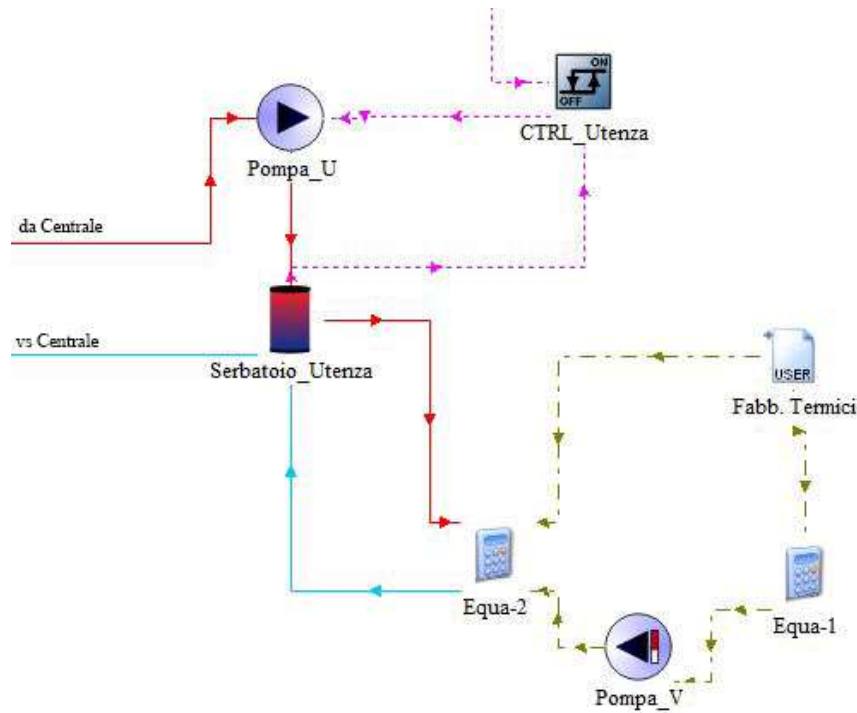 ON
OFF
CTRL_Utenza
Pompa_U
da Centrale
vs Centrale
Serbatoio_Utenza
USER
Fabb. Termici
Equa-2
Equa-1
Pompa_V